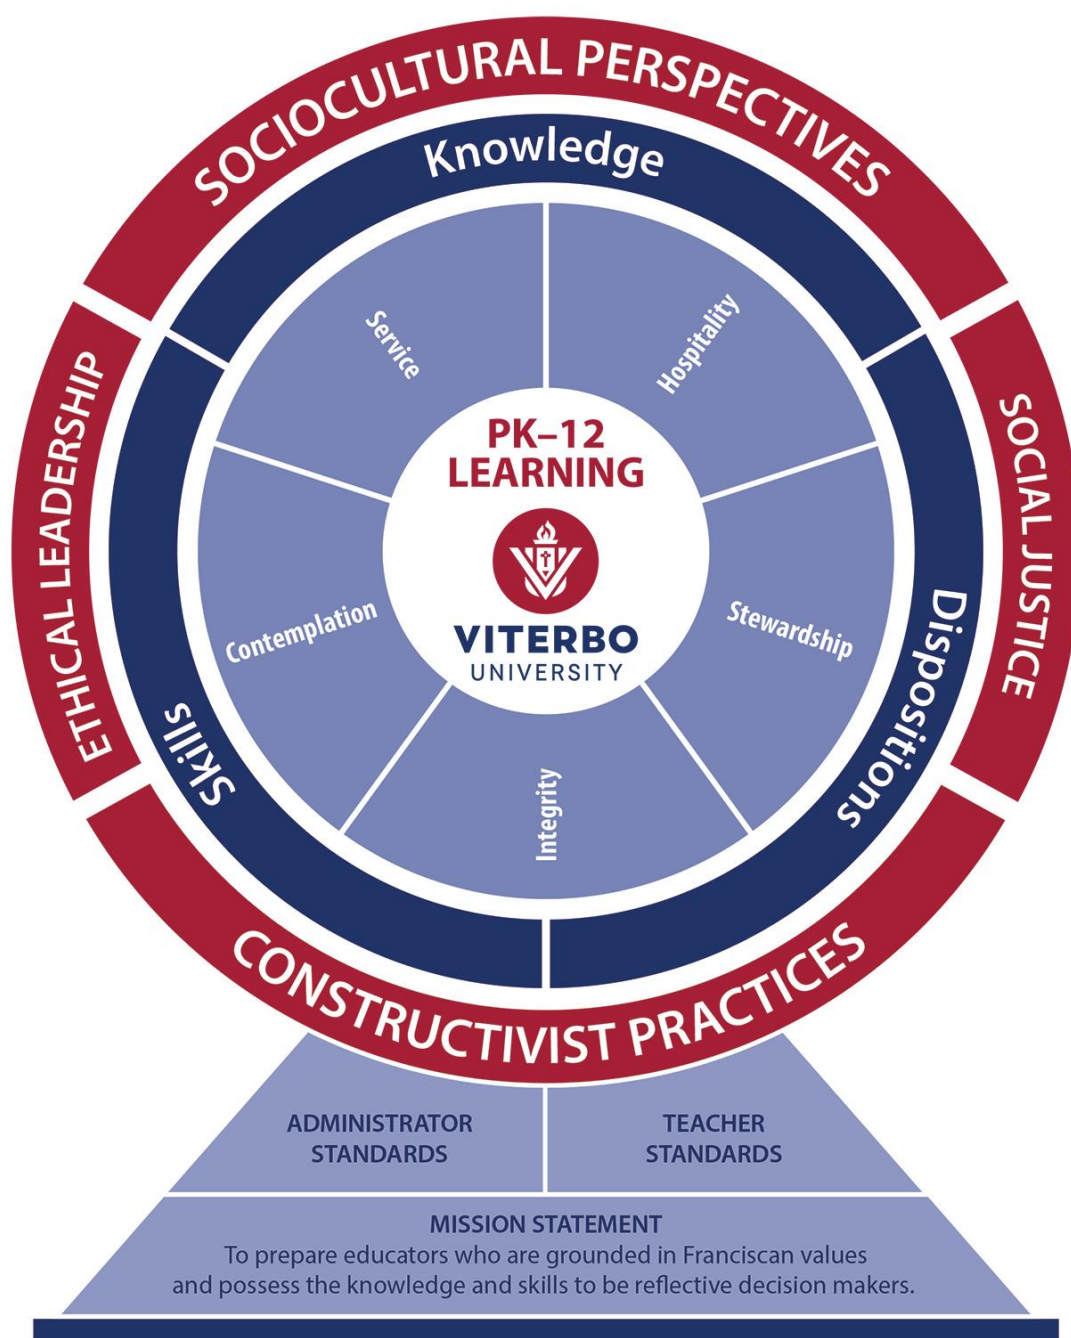 SOCIOCULTURAL PERSPECTIVES
Knowledge
Service
Hospitality
ETHICAL LEADERSHIP
SOCIAL JUSTICE
PK–12
LEARNING
VITERBO
UNIVERSITY
Contemplation
Stewardship
Skills
Dispositions
Integrity
CONSTRUCTIVIST PRACTICES
ADMINISTRATOR
STANDARDS
TEACHER
STANDARDS
MISSION STATEMENT
To prepare educators who are grounded in Franciscan values
and possess the knowledge and skills to be reflective decision makers.